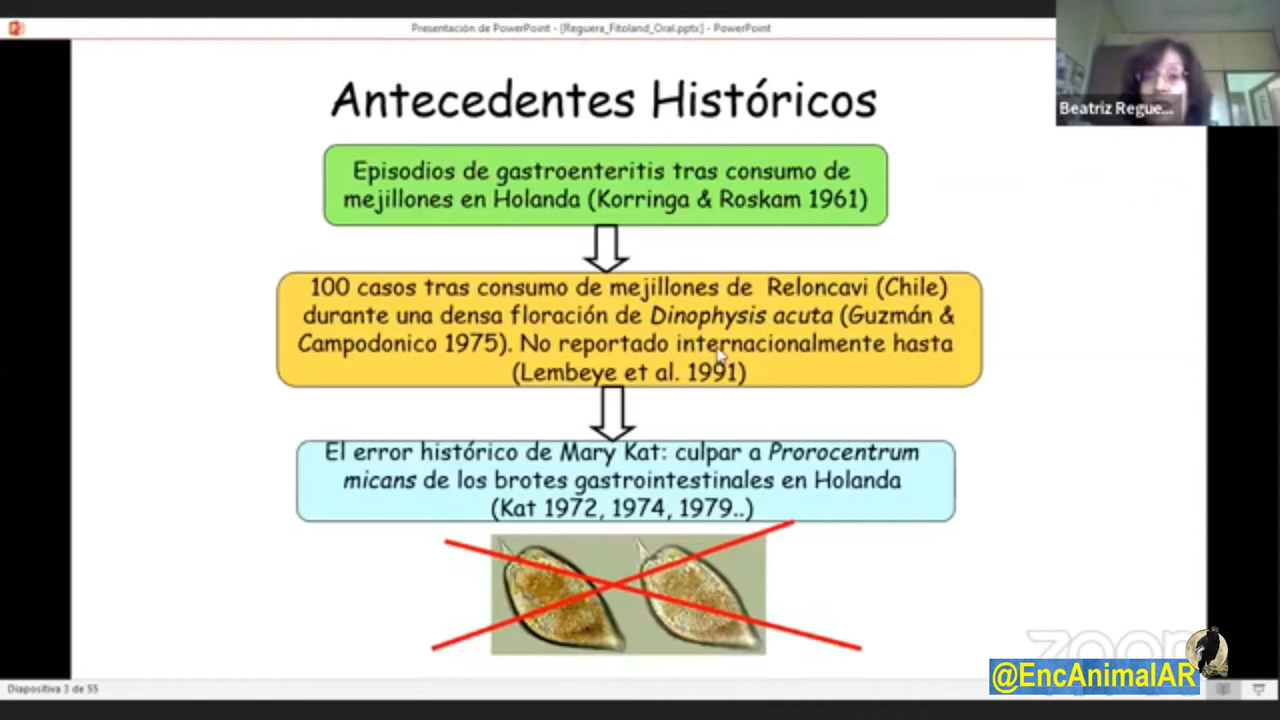 Presentación de PowerPoint - [Reguera_Fitoland_Oral.pptx] - PowerPoint
Beatriz Regue...
Antecedentes Históricos
Episodios de gastroenteritis tras consumo de
mejillones en Holanda (Korringa & Roskam 1961)
100 casos tras consumo de mejillones de Reloncavi (Chile)
durante una densa floración de Dinophysis acuta (Guzmán &
Campodonico 1975). No reportado internacionalmente hasta
(Lembeye et al. 1991)
El error histórico de Mary Kat: culpar a Prorocentrum
micans de los brotes gastrointestinales en Holanda
(Kat 1972, 1974, 1979..)
zoom
@EncAnimalAR
Diapositiva 3 de 55